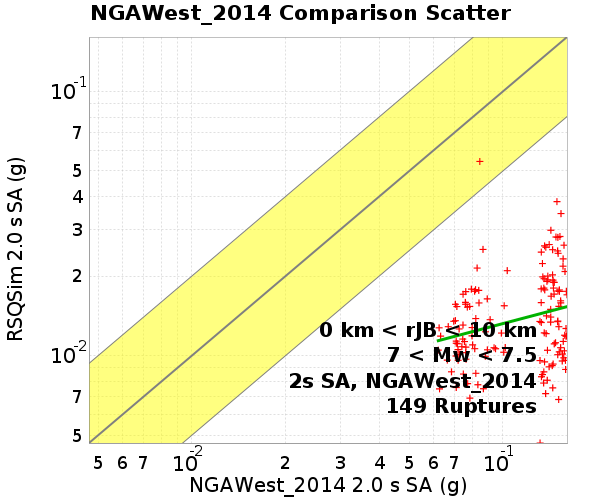 NGAWest_2014 Comparison Scatter
RSQSim 2.0 s SA (g)
10-1
7
5
4
3
2
10-2
7
5
0 km < rJB < 10 km
7 < Mw < 7.5
2s SA, NGAWest_2014
149 Ruptures
5 6 7 10-2 2 3 4 5 6 7 10-1
NGAWest_2014 2.0 s SA (g)